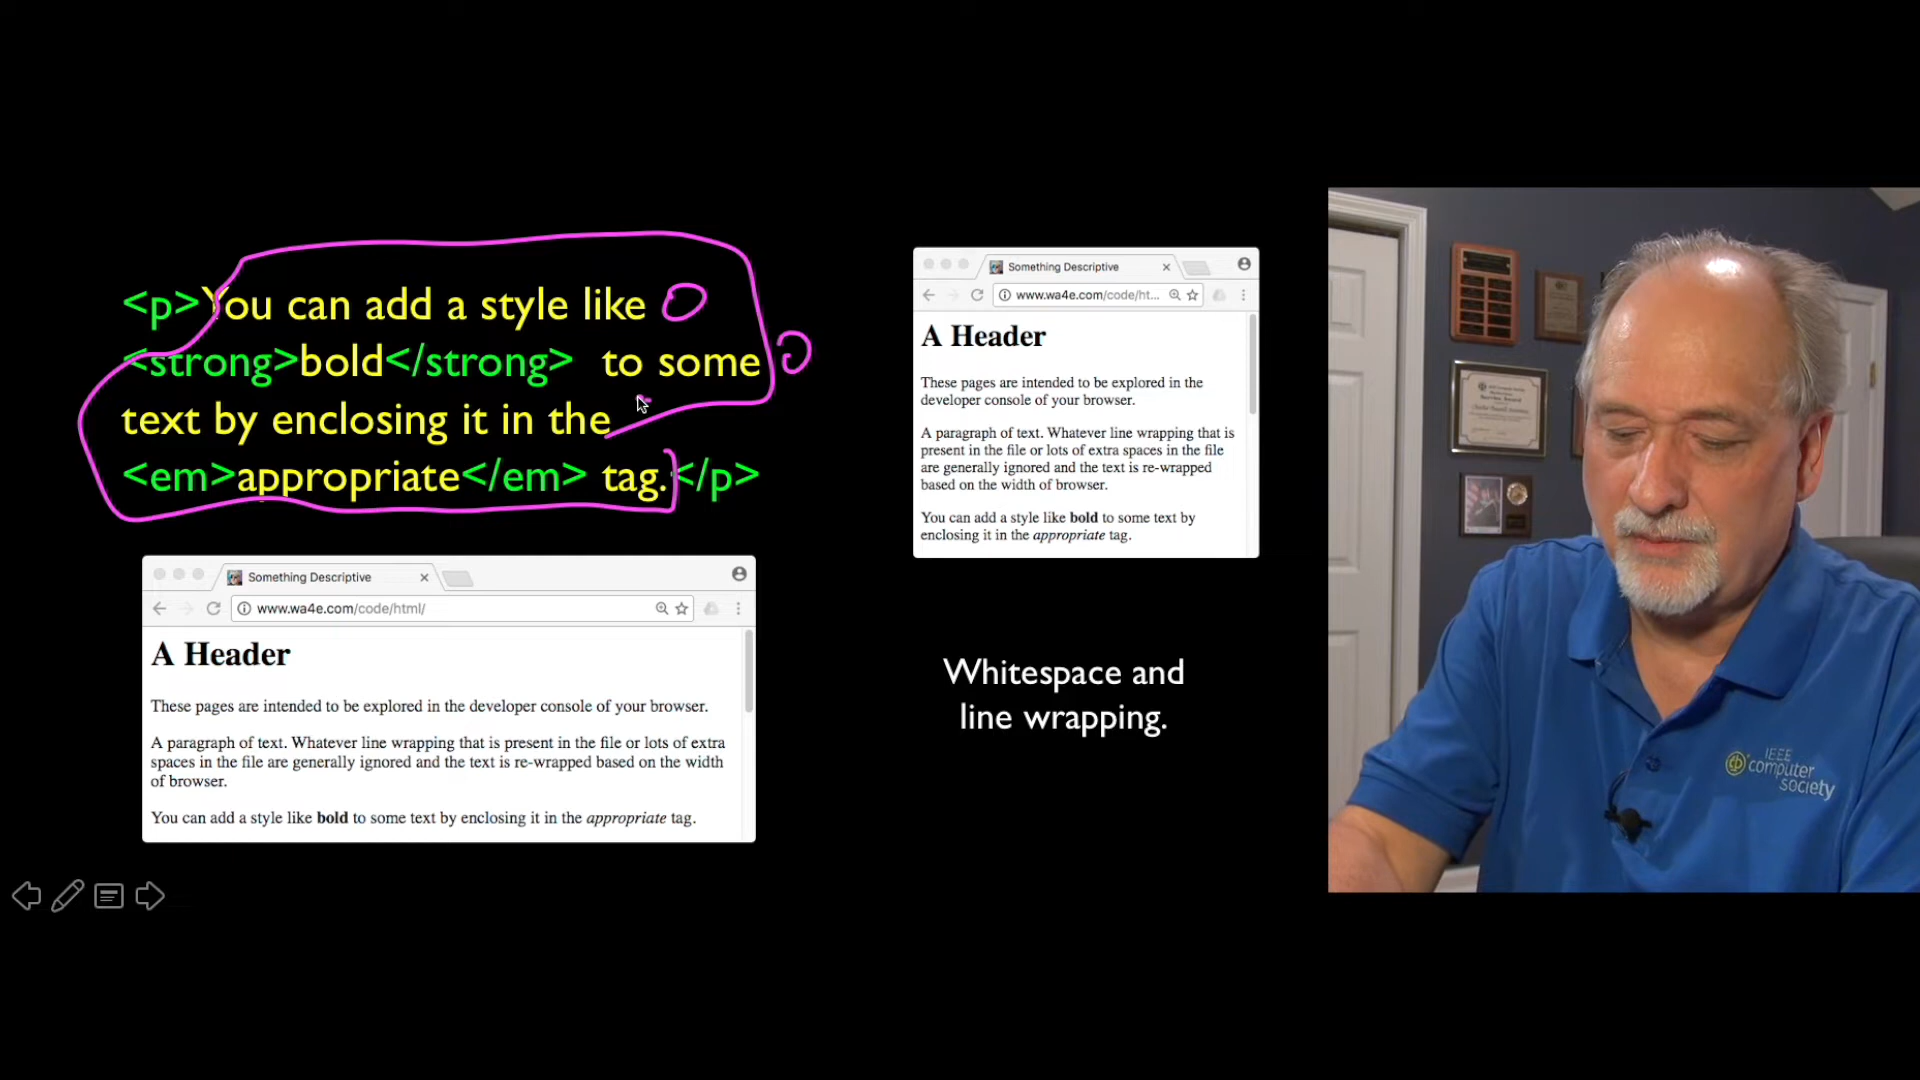 <p>You can add a style like
<strong>bold</strong>  to some
text by enclosing it in the
<em>appropriate</em> tag.</p>
Something Descriptive
www.wa4e.com/code/html/
A Header
These pages are intended to be explored in the developer console of your browser.
A paragraph of text. Whatever line wrapping that is present in the file or lots of extra
spaces in the file are generally ignored and the text is re-wrapped based on the width
of browser.
You can add a style like bold to some text by enclosing it in the appropriate tag.
Something Descriptive
www.wa4e.com/code/ht...
A Header
These pages are intended to be explored in the
developer console of your browser.
A paragraph of text. Whatever line wrapping that is
present in the file or lots of extra spaces in the file
are generally ignored and the text is re-wrapped
based on the width of browser.
You can add a style like bold to some text by
enclosing it in the appropriate tag.
Whitespace and
line wrapping.
IEEE
computer
society